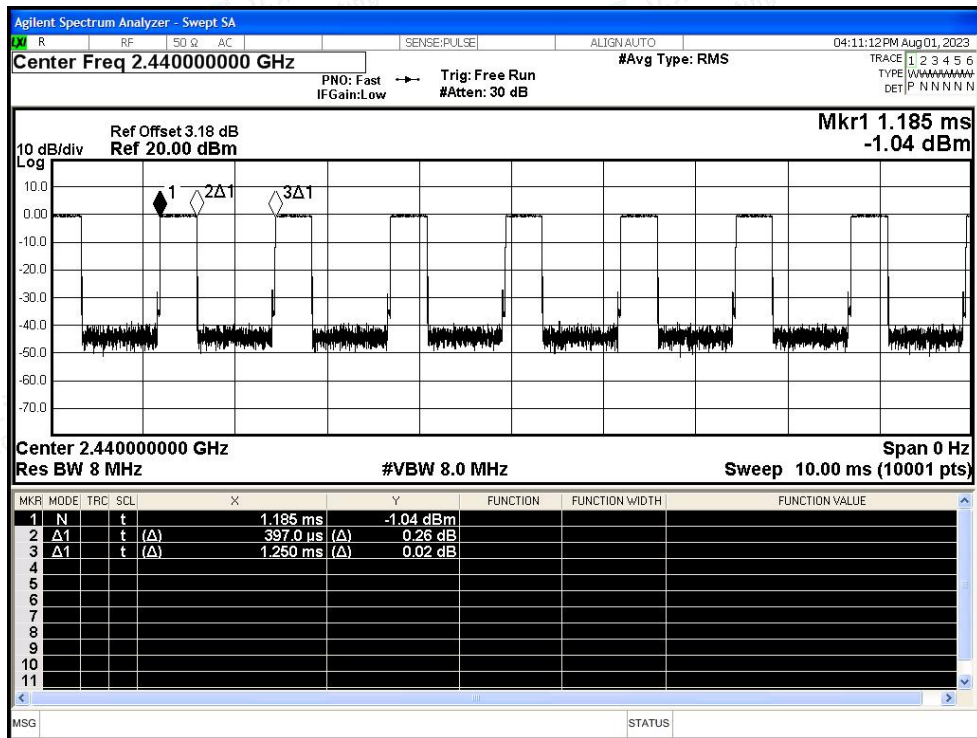 Agilent Spectrum Analyzer - Swept SA
LXI R RF 50 Ω AC SENSE:PULSE ALIGN AUTO 04:11:12 PM Aug 01, 2023
Center Freq 2.440000000 GHz
#Avg Type: RMS
TRACE 1 2 3 4 5 6
PNO: Fast Trig: Free Run
TYPE WWWWWW
IFGain:Low #Atten: 30 dB
DET P N N N N N
Mkr1 1.185 ms
Ref Offset 3.18 dB
-1.04 dBm
10 dB/div Ref 20.00 dBm
Log
10.0
1 2Δ1 3Δ1
0.00
-10.0
-20.0
-30.0
-40.0
-50.0
-60.0
-70.0
Center 2.440000000 GHz Span 0 Hz
Res BW 8 MHz #VBW 8.0 MHz Sweep 10.00 ms (10001 pts)
MKR MODE TRC SCL X Y FUNCTION FUNCTION WIDTH FUNCTION VALUE
1 N t 1.185 ms -1.04 dBm
2 Δ1 t (Δ) 397.0 µs (Δ) 0.26 dB
3 Δ1 t (Δ) 1.250 ms (Δ) 0.02 dB
4
5
6
7
8
9
10
11
MSG STATUS